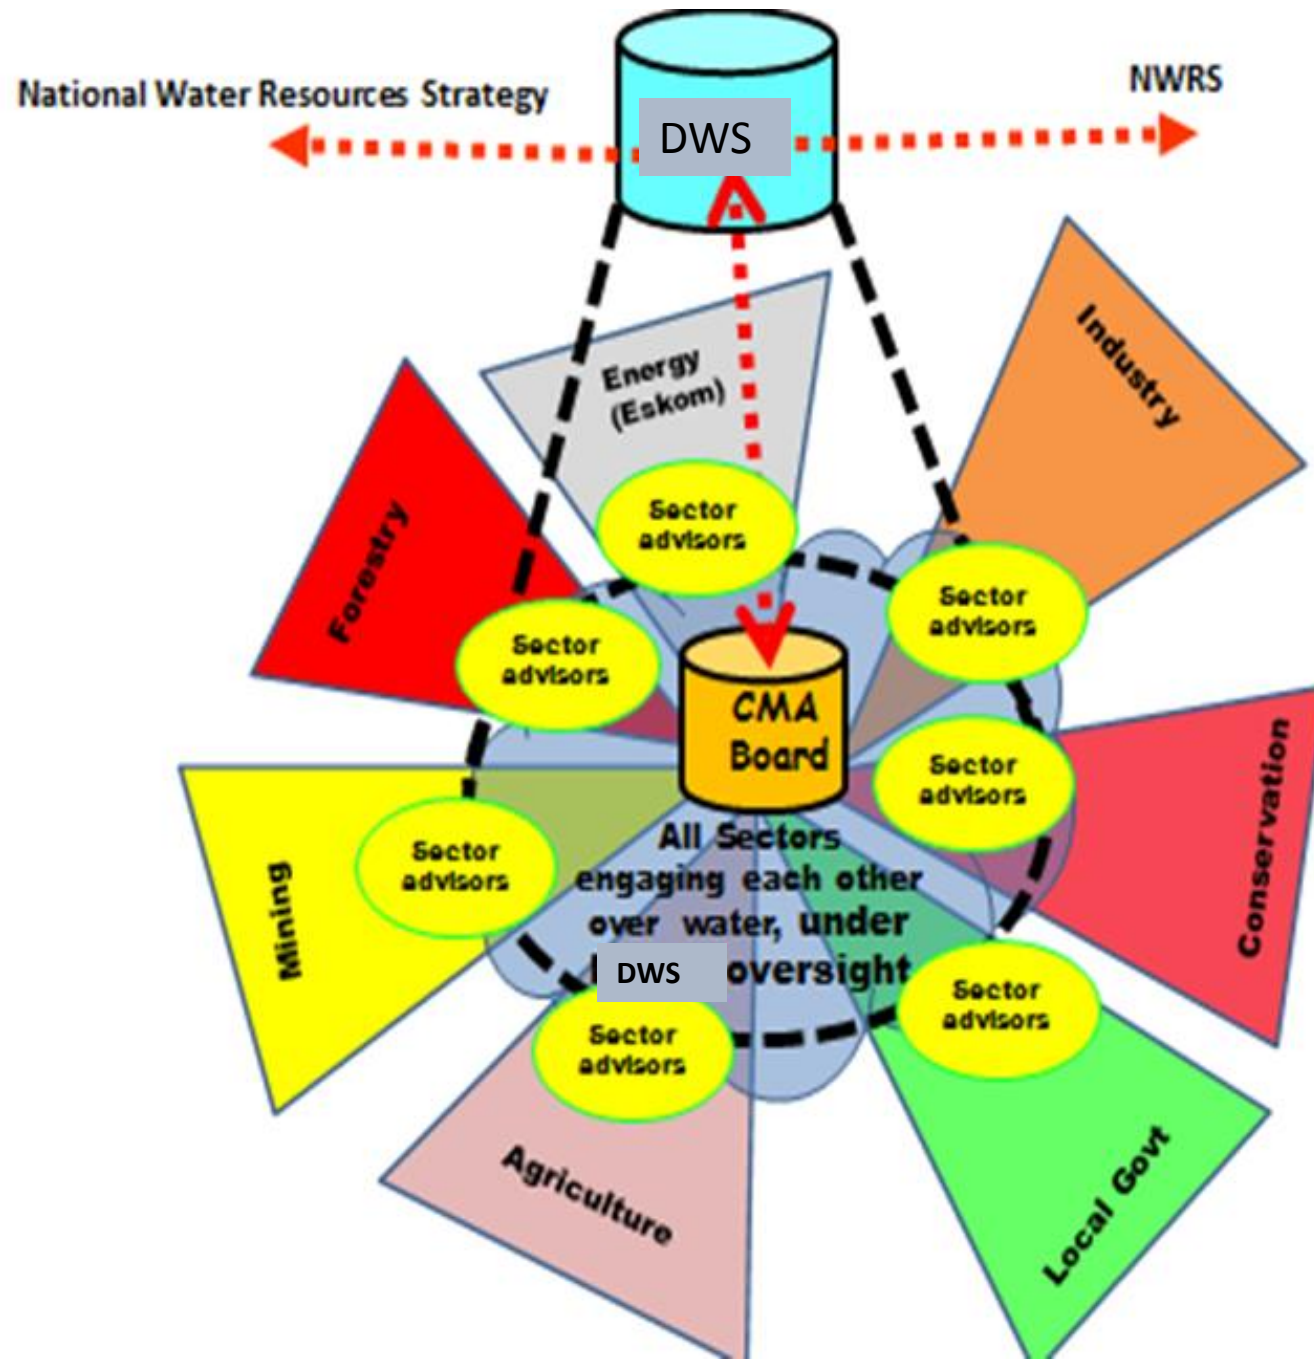 National Water Resources Strategy
NWRS
DWS
Energy
(Eskom)
Industry
Forestry
Sector
advisors
Sector
advisors
Sector
advisors
CMA
Board
Sector
advisors
Conservation
Sector
advisors
Mining
All Sectors
engaging each other
over water, under
DWS oversight
Sector
advisors
Sector
advisors
Agriculture
Local Govt